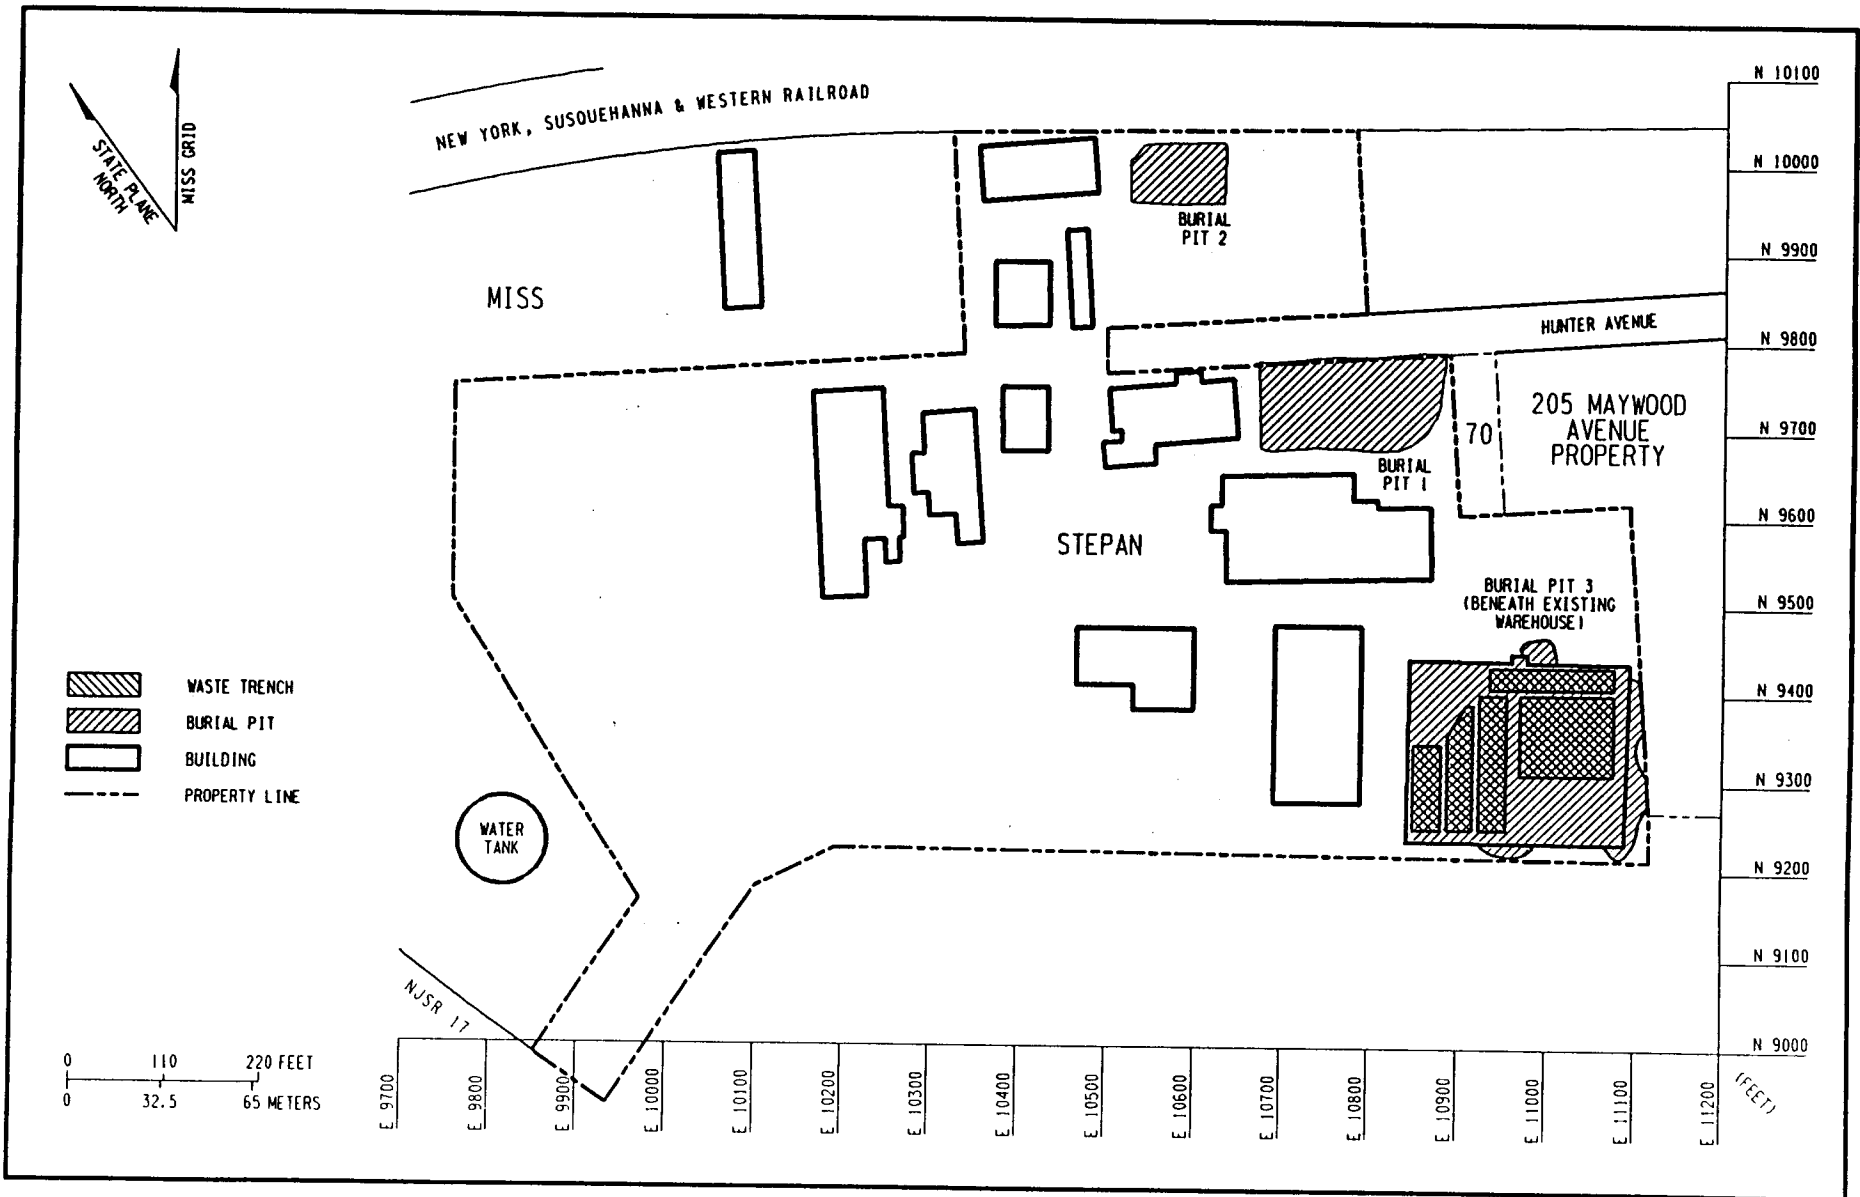 N 10100
NEW YORK, SUSQUEHANNA & WESTERN RAILROAD
MISS GRID
STATE PLANE
NORTH
N 10000
BURIAL
PIT 2
N 9900
MISS
HUNTER AVENUE
N 9800
205 MAYWOOD
AVENUE
PROPERTY
70
N 9700
BURIAL
PIT 1
N 9600
STEPAN
BURIAL PIT 3
(BENEATH EXISTING
WAREHOUSE)
N 9500
WASTE TRENCH
BURIAL PIT
BUILDING
PROPERTY LINE
N 9400
N 9300
WATER
TANK
N 9200
N 9100
NJSR 17
N 9000
0 110 220 FEET
0 32.5 65 METERS
E 9700
E 9800
E 9900
E 10000
E 10100
E 10200
E 10300
E 10400
E 10500
E 10600
E 10700
E 10800
E 10900
E 11000
E 11100
E 11200
(FEET)